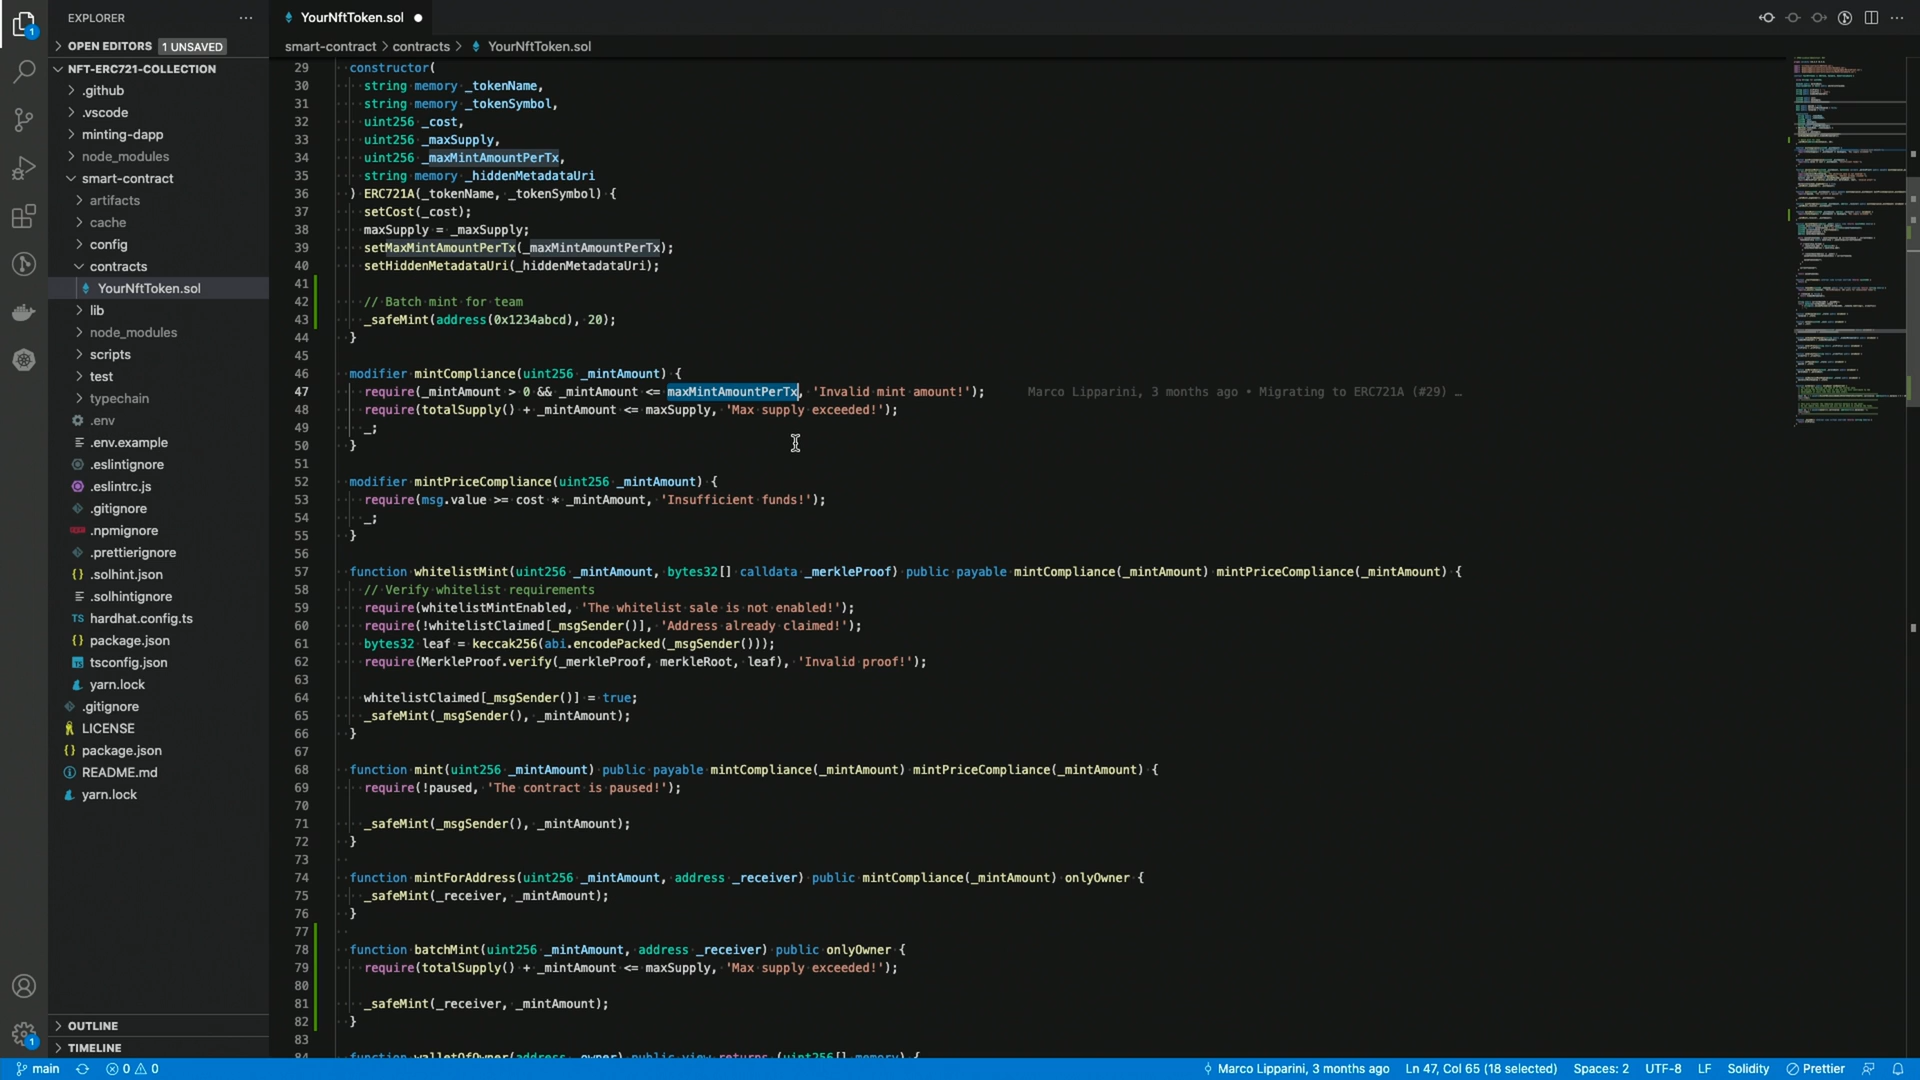 EXPLORER
YourNftToken.sol
OPEN EDITORS 1 UNSAVED
smart-contract > contracts > YourNftToken.sol
NFT-ERC721-COLLECTION
.github
.vscode
minting-dapp
node_modules
smart-contract
artifacts
cache
config
contracts
YourNftToken.sol
lib
node_modules
scripts
test
typechain
.env
.env.example
.eslintignore
.eslintrc.js
.gitignore
.npmignore
.prettierignore
.solhint.json
.solhintignore
TS hardhat.config.ts
package.json
tsconfig.json
yarn.lock
.gitignore
LICENSE
package.json
README.md
yarn.lock
OUTLINE
TIMELINE
29 constructor(
30 string memory _tokenName,
31 string memory _tokenSymbol,
32 uint256 _cost,
33 uint256 _maxSupply,
34 uint256 _maxMintAmountPerTx,
35 string memory _hiddenMetadataUri
36 ) ERC721A(_tokenName, _tokenSymbol) {
37 setCost(_cost);
38 maxSupply = _maxSupply;
39 setMaxMintAmountPerTx(_maxMintAmountPerTx);
40 setHiddenMetadataUri(_hiddenMetadataUri);
41
42 // Batch mint for team
43 _safeMint(address(0x1234abcd), 20);
44 }
45
46 modifier mintCompliance(uint256 _mintAmount) {
47 require(_mintAmount > 0 && _mintAmount <= maxMintAmountPerTx, 'Invalid mint amount!'); Marco Lipparini, 3 months ago • Migrating to ERC721A (#29) …
48 require(totalSupply() + _mintAmount <= maxSupply, 'Max supply exceeded!');
49 _;
50 }
51
52 modifier mintPriceCompliance(uint256 _mintAmount) {
53 require(msg.value >= cost * _mintAmount, 'Insufficient funds!');
54 _;
55 }
56
57 function whitelistMint(uint256 _mintAmount, bytes32[] calldata _merkleProof) public payable mintCompliance(_mintAmount) mintPriceCompliance(_mintAmount) {
58 // Verify whitelist requirements
59 require(whitelistMintEnabled, 'The whitelist sale is not enabled!');
60 require(!whitelistClaimed[_msgSender()], 'Address already claimed!');
61 bytes32 leaf = keccak256(abi.encodePacked(_msgSender()));
62 require(MerkleProof.verify(_merkleProof, merkleRoot, leaf), 'Invalid proof!');
63
64 whitelistClaimed[_msgSender()] = true;
65 _safeMint(_msgSender(), _mintAmount);
66 }
67
68 function mint(uint256 _mintAmount) public payable mintCompliance(_mintAmount) mintPriceCompliance(_mintAmount) {
69 require(!paused, 'The contract is paused!');
70
71 _safeMint(_msgSender(), _mintAmount);
72 }
73
74 function mintForAddress(uint256 _mintAmount, address _receiver) public mintCompliance(_mintAmount) onlyOwner {
75 _safeMint(_receiver, _mintAmount);
76 }
77
78 function batchMint(uint256 _mintAmount, address _receiver) public onlyOwner {
79 require(totalSupply() + _mintAmount <= maxSupply, 'Max supply exceeded!');
80
81 _safeMint(_receiver, _mintAmount);
82 }
83
84 function walletOfOwner(address _owner) public view returns (uint256[] memory) {
main 0 0 Marco Lipparini, 3 months ago Ln 47, Col 65 (18 selected) Spaces: 2 UTF-8 LF Solidity Prettier